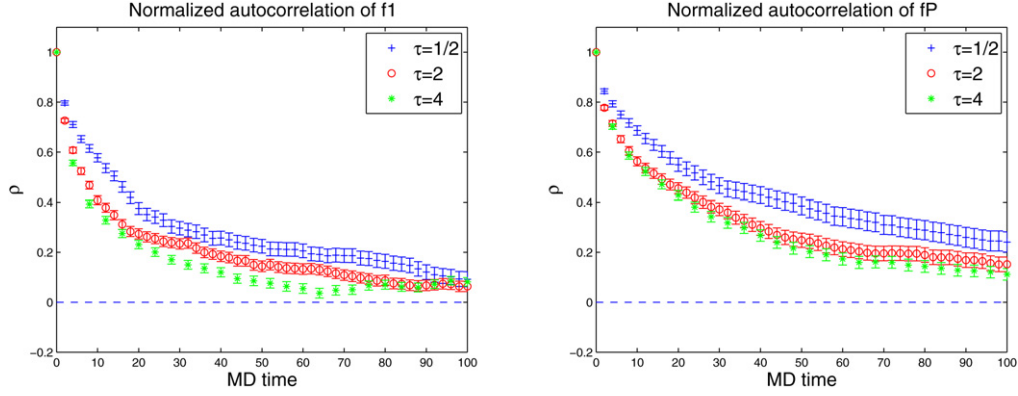 Normalized autocorrelation of f1
1
0.8
0.6
0.4
0.2
0
−0.2
ρ
0 10 20 30 40 50 60 70 80 90 100
MD time
τ=1/2
τ=2
τ=4
Normalized autocorrelation of fP
1
0.8
0.6
0.4
0.2
0
−0.2
ρ
0 10 20 30 40 50 60 70 80 90 100
MD time
τ=1/2
τ=2
τ=4